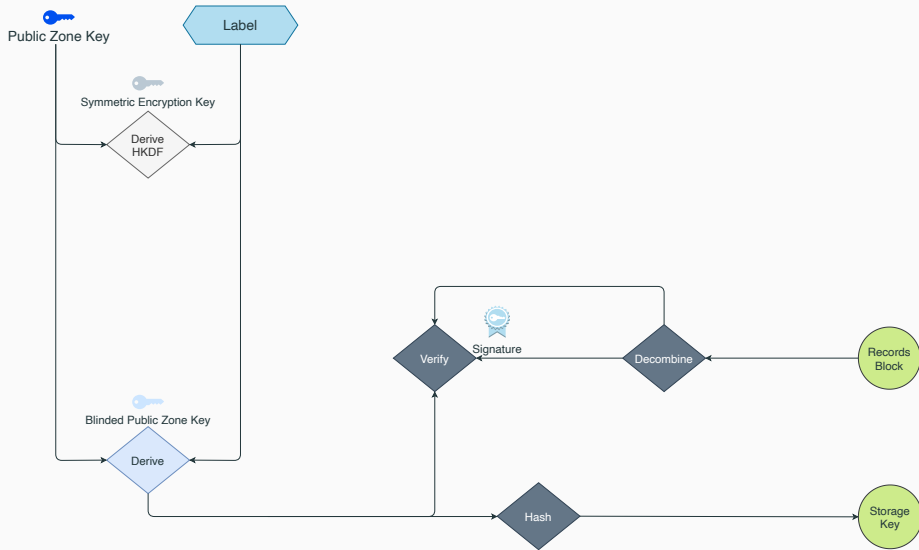 Public Zone Key
Label
Symmetric Encryption Key
Derive
HKDF
Signature
Verify
Decombine
Records
Block
Blinded Public Zone Key
Derive
Hash
Storage
Key